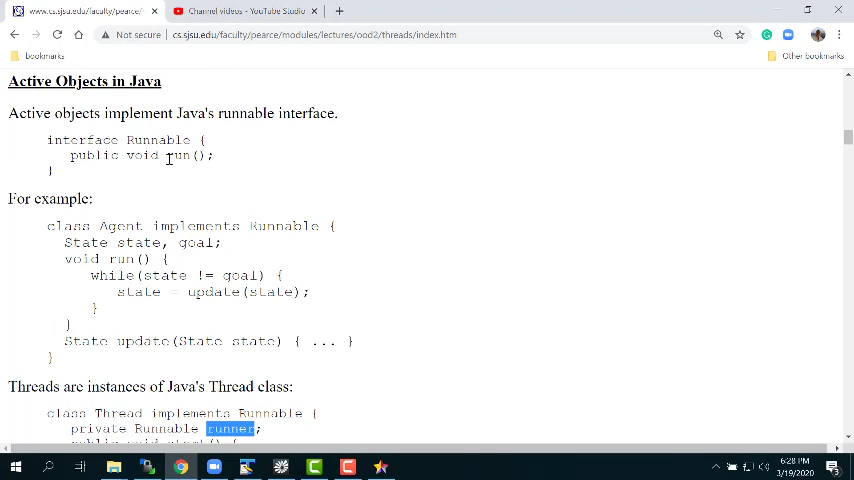 www.cs.sjsu.edu/faculty/pearce/
Channel videos - YouTube Studio
Not secure
cs.sjsu.edu/faculty/pearce/modules/lectures/ood2/threads/index.htm
bookmarks
Other bookmarks
Active Objects in Java
Active objects implement Java's runnable interface.
interface Runnable {
public void run();
}
For example:
class Agent implements Runnable {
State state, goal;
void run() {
while(state != goal) {
state = update(state);
}
}
State update(State state) { ... }
}
Threads are instances of Java's Thread class:
class Thread implements Runnable {
private Runnable runner;
public void start() {
6:28 PM
3/19/2020
3